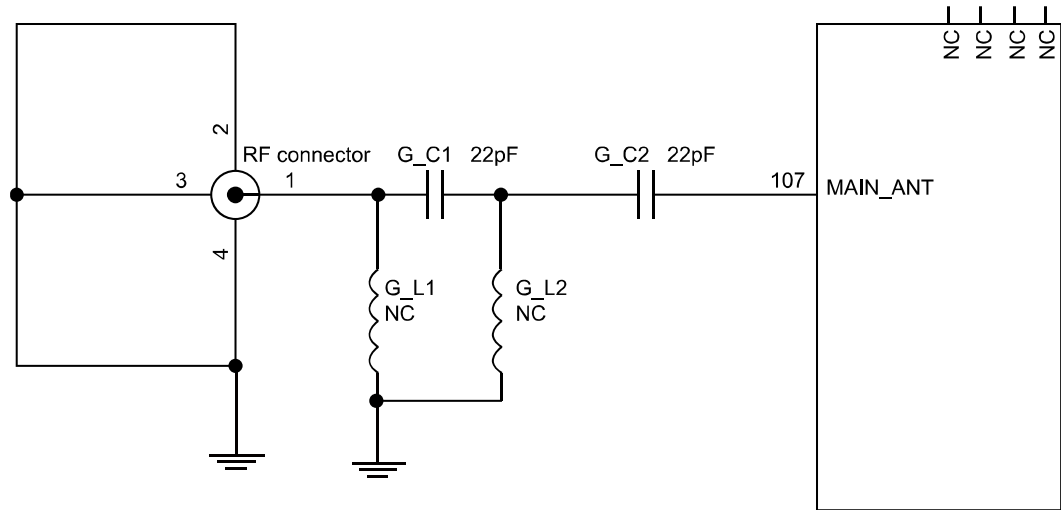 NC NC NC NC
2
RF connector
G_C1 22pF
G_C2 22pF
3
1
107
MAIN_ANT
4
G_L1
NC
G_L2
NC